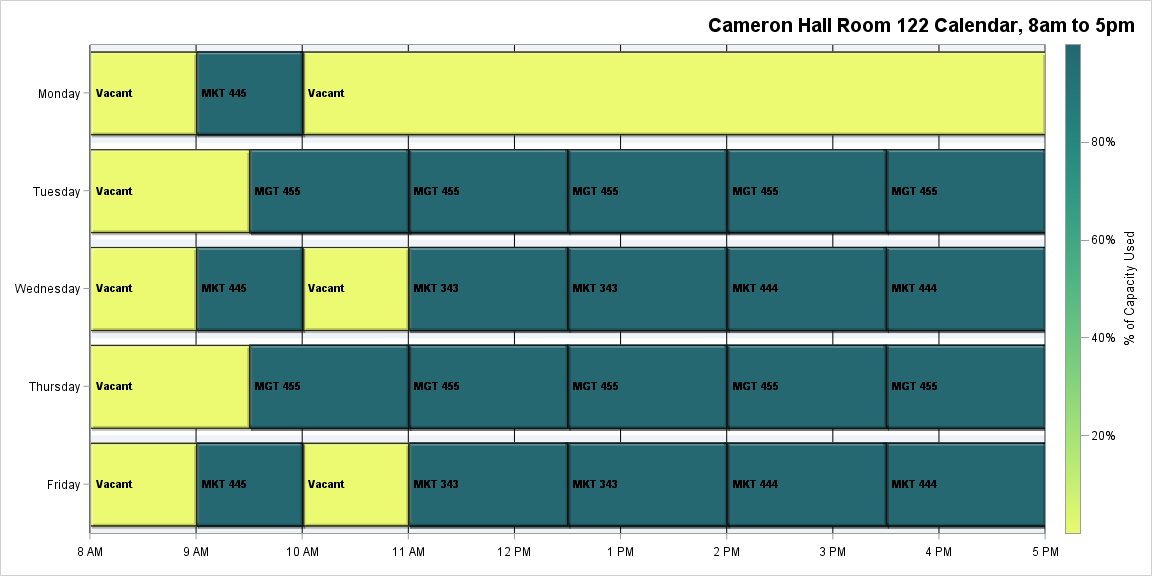 Cameron Hall Room 122 Calendar, 8am to 5pm
Monday Vacant MKT 445 Vacant
Tuesday Vacant MGT 455 MGT 455 MGT 455 MGT 455 MGT 455
Wednesday Vacant MKT 445 Vacant MKT 343 MKT 343 MKT 444 MKT 444
Thursday Vacant MGT 455 MGT 455 MGT 455 MGT 455 MGT 455
Friday Vacant MKT 445 Vacant MKT 343 MKT 343 MKT 444 MKT 444
8 AM 9 AM 10 AM 11 AM 12 PM 1 PM 2 PM 3 PM 4 PM 5 PM
80%
60%
40%
20%
% of Capacity Used